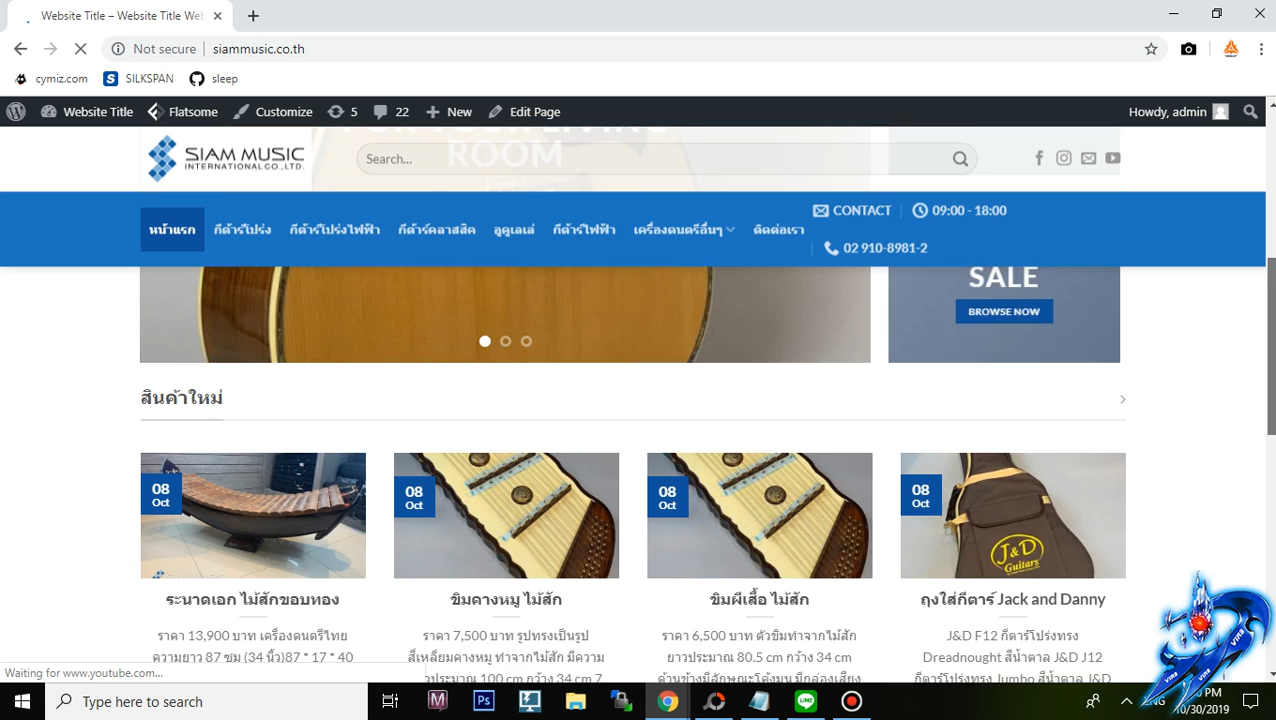 Website Title – Website Title Web
Not secure siammusic.co.th
cymiz.com SILKSPAN sleep
Website Title Flatsome Customize 5 22 New Edit Page Howdy, admin
ROOM
SIAM MUSIC
INTERNATIONAL CO.,LTD.
Search...
หน้าแรก กีต้าร์โปร่ง กีต้าร์โปร่งไฟฟ้า กีต้าร์คลาสสิค อูคูเลเล่ กีต้าร์ไฟฟ้า เครื่องดนตรีอื่นๆ ติดต่อเรา
CONTACT 09:00 - 18:00
02 910-8981-2
SALE
BROWSE NOW
สินค้าใหม่
08
Oct
08
Oct
08
Oct
08
Oct
J&D
Guitars
ระนาดเอก ไม้สักขอบทอง
ราคา 13,900 บาท เครื่องดนตรีไทย
ความยาว 87 ซม (34 นิ้ว)87 * 17 * 40
ขิมคางหมู ไม้สัก
ราคา 7,500 บาท รูปทรงเป็นรูป
สี่เหลี่ยมคางหมู ทำจากไม้สัก มีความ
ประมาณ 100 cm กว้าง 34 cm 7
ขิมผีเสื้อ ไม้สัก
ราคา 6,500 บาท ตัวขิมทำจากไม้สัก
ยาวประมาณ 80.5 cm กว้าง 34 cm
ด้านข้างมีลักษณะโค้งมน มีกล่องเสียง
ถุงใส่กีตาร์ Jack and Danny
J&D F12 กีตาร์โปร่งทรง
Dreadnought สีน้ำตาล J&D J12
กีตาร์โปร่งทรง Jumbo สีน้ำตาล J&D
Waiting for www.youtube.com...
Type here to search
ENG
PM
10/30/2019